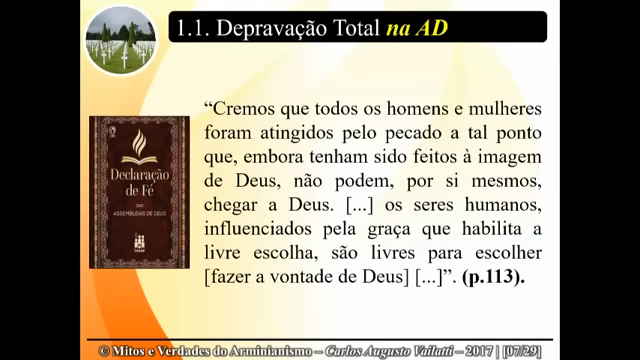 1.1. Depravação Total na AD
“Cremos que todos os homens e mulheres
foram atingidos pelo pecado a tal ponto
que, embora tenham sido feitos à imagem
de Deus, não podem, por si mesmos,
chegar a Deus. [...] os seres humanos,
influenciados pela graça que habilita a
livre escolha, são livres para escolher
[fazer a vontade de Deus] [...]”. (p.113).
Declaração
de Fé
DAS
ASSEMBLEIAS DE DEUS
© Mitos e Verdades do Arminianismo – Carlos Augusto Vailatti – 2017 | [07/29]